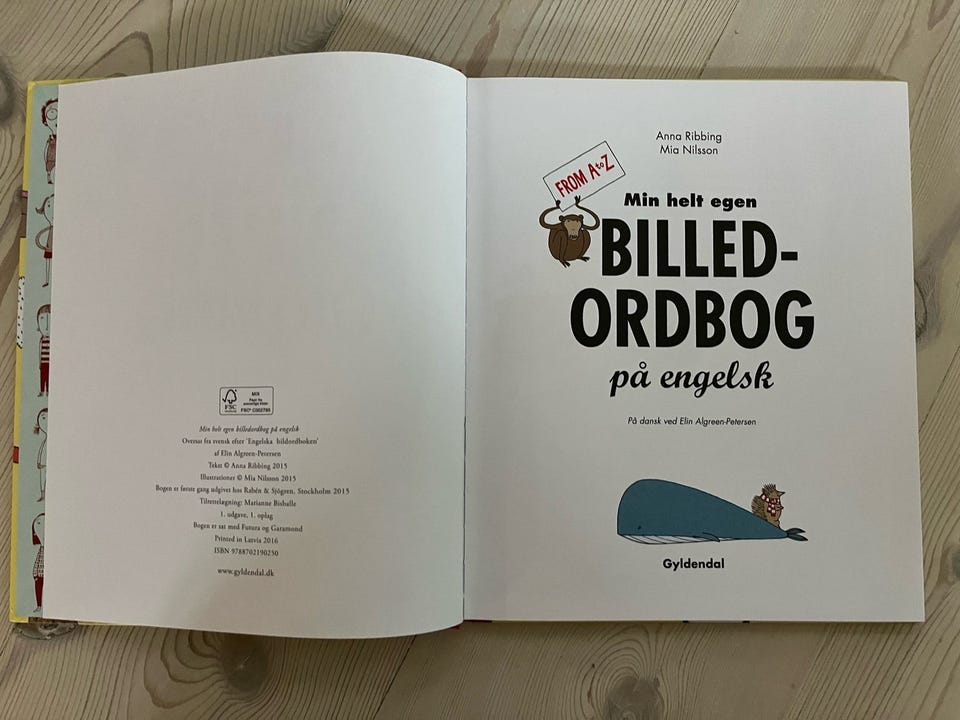 FSC
MIX
FSC® C002795
Min helt egen billedordbog på engelsk
Oversat fra svensk efter 'Engelska bildordboken'
af Elin Algreen-Petersen
Tekst © Anna Ribbing 2015
Illustrationer © Mia Nilsson 2015
Bogen er første gang udgivet hos Rabén & Sjögren, Stockholm 2015
Tilrettelægning: Marianne Bisballe
1. udgave, 1. oplag
Bogen er sat med Futura og Garamond
Printed in Latvia 2016
ISBN 9788702190250
www.gyldendal.dk
Anna Ribbing
Mia Nilsson
FROM A to Z
Min helt egen
BILLED-
ORDBOG
på engelsk
På dansk ved Elin Algreen-Petersen
Gyldendal